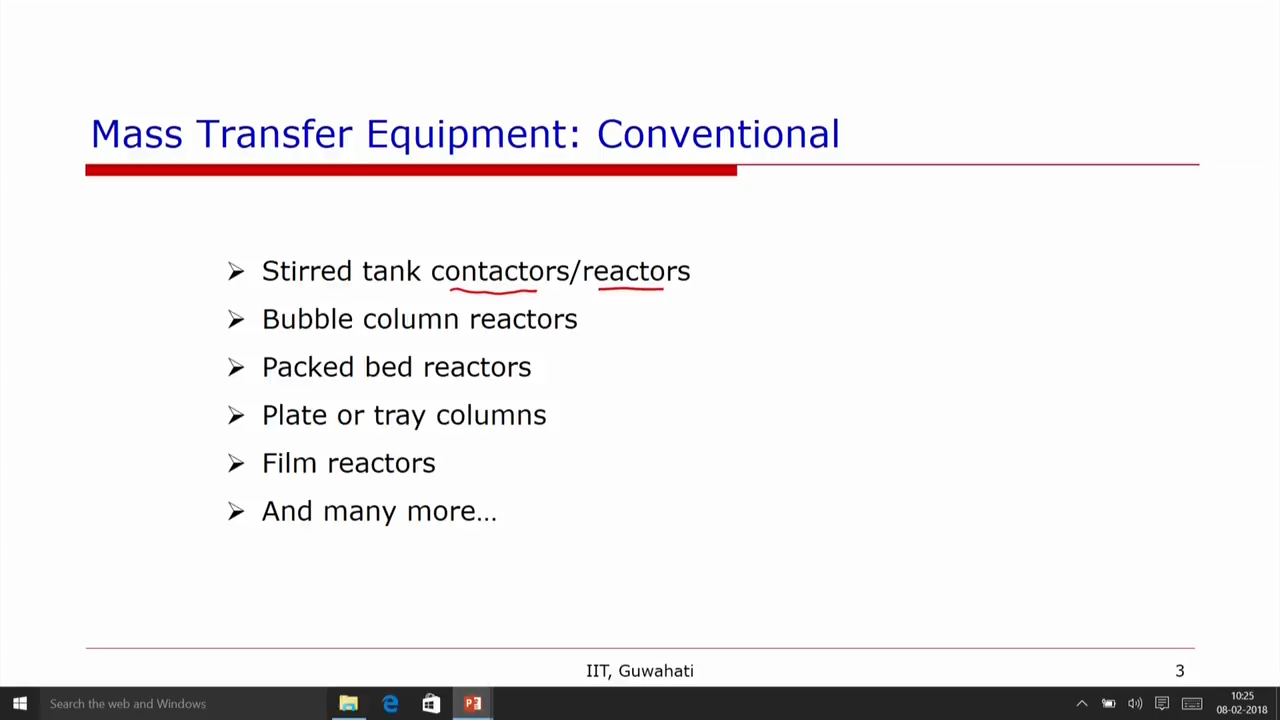 Mass Transfer Equipment: Conventional
➢ Stirred tank contactors/reactors
➢ Bubble column reactors
➢ Packed bed reactors
➢ Plate or tray columns
➢ Film reactors
➢ And many more…
IIT, Guwahati
3
Search the web and Windows
10:25
08-02-2018